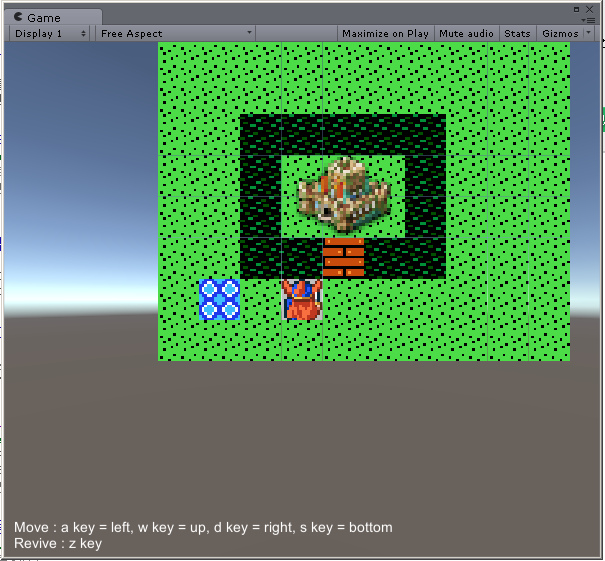 Game
Display 1 Free Aspect Maximize on Play Mute audio Stats Gizmos
Move : a key = left, w key = up, d key = right, s key = bottom
Revive : z key